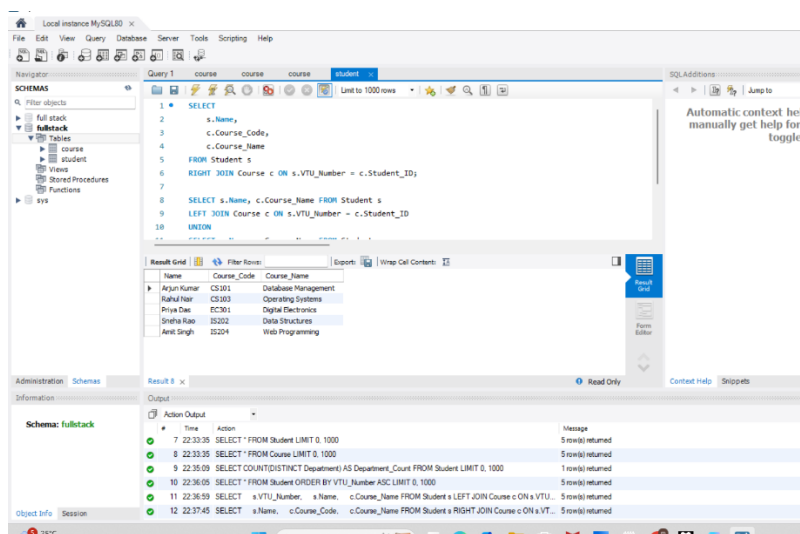 Local instance MySQL80
File Edit View Query Database Server Tools Scripting Help
Navigator
Query 1 course course course student
SQLAdditions
SCHEMAS
Limit to 1000 rows
Jump to
Filter objects
full stack
fullstack
Tables
course
student
Views
Stored Procedures
Functions
sys
1 SELECT
2 s.Name,
3 c.Course_Code,
4 c.Course_Name
5 FROM Student s
6 RIGHT JOIN Course c ON s.VTU_Number = c.Student_ID;
7
8 SELECT s.Name, c.Course_Name FROM Student s
9 LEFT JOIN Course c ON s.VTU_Number = c.Student_ID
10 UNION
Automatic context hel
manually get help for
toggle
Result Grid Filter Rows: Export: Wrap Cell Content:
Name Course_Code Course_Name
Arjun Kumar CS101 Database Management
Rahul Nair CS103 Operating Systems
Priya Das EC301 Digital Electronics
Sneha Rao IS202 Data Structures
Amit Singh IS204 Web Programming
Result
Grid
Form
Editor
Administration Schemas
Result 8
Read Only
Context Help Snippets
Information
Output
Schema: fullstack
Action Output
# Time Action Message
7 22:33:35 SELECT * FROM Student LIMIT 0, 1000 5 row(s) returned
8 22:33:35 SELECT * FROM Course LIMIT 0, 1000 5 row(s) returned
9 22:35:09 SELECT COUNT(DISTINCT Department) AS Department_Count FROM Student LIMIT 0, 1000 1 row(s) returned
10 22:36:05 SELECT * FROM Student ORDER BY VTU_Number ASC LIMIT 0, 1000 5 row(s) returned
11 22:36:59 SELECT s.VTU_Number, s.Name, c.Course_Name FROM Student s LEFT JOIN Course c ON s.VTU... 5 row(s) returned
12 22:37:45 SELECT s.Name, c.Course_Code, c.Course_Name FROM Student s RIGHT JOIN Course c ON s.VT... 5 row(s) returned
Object Info Session